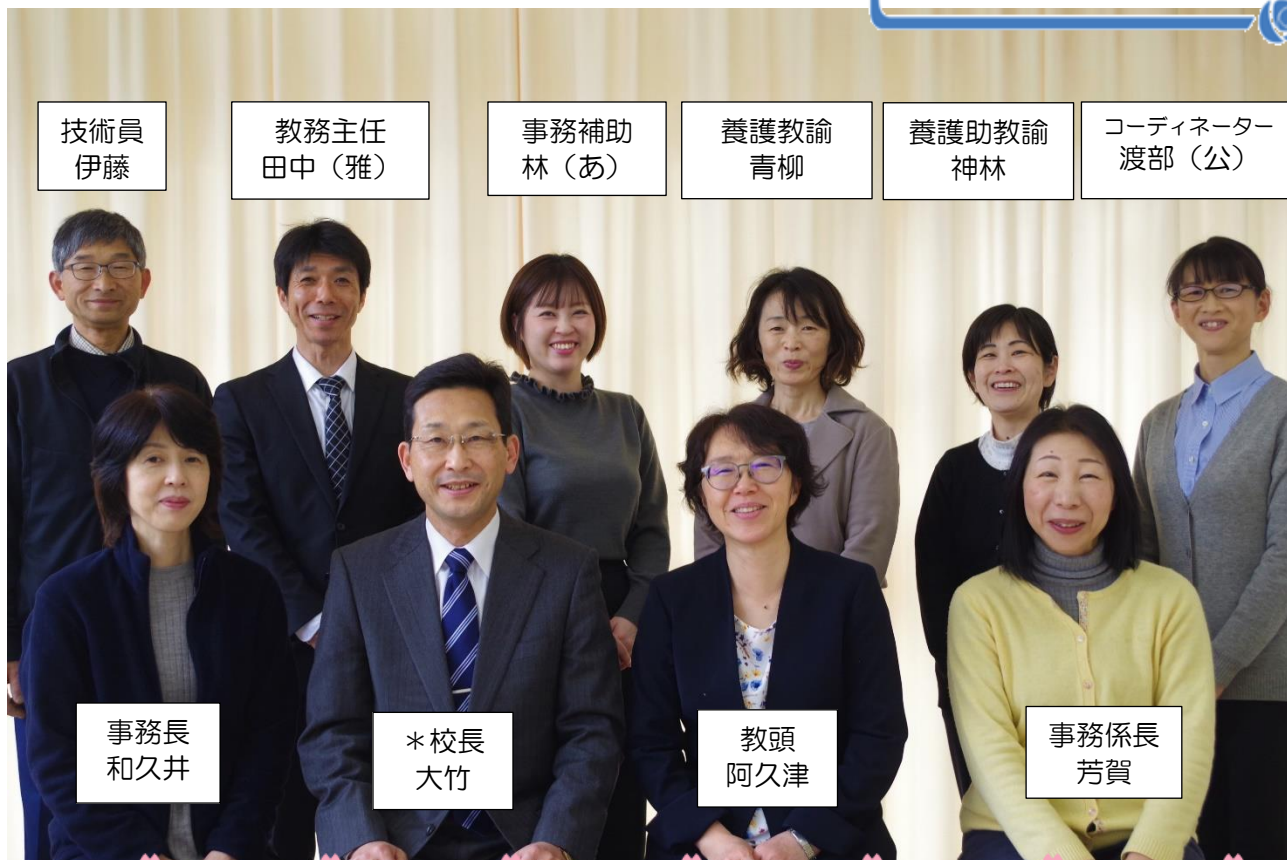 技術員
伊藤
教務主任
田中（雅）
事務補助
林（あ）
養護教諭
青柳
養護助教諭
神林
コーディネーター
渡部（公）
事務長
和久井
＊校長
大竹
教頭
阿久津
事務係長
芳賀